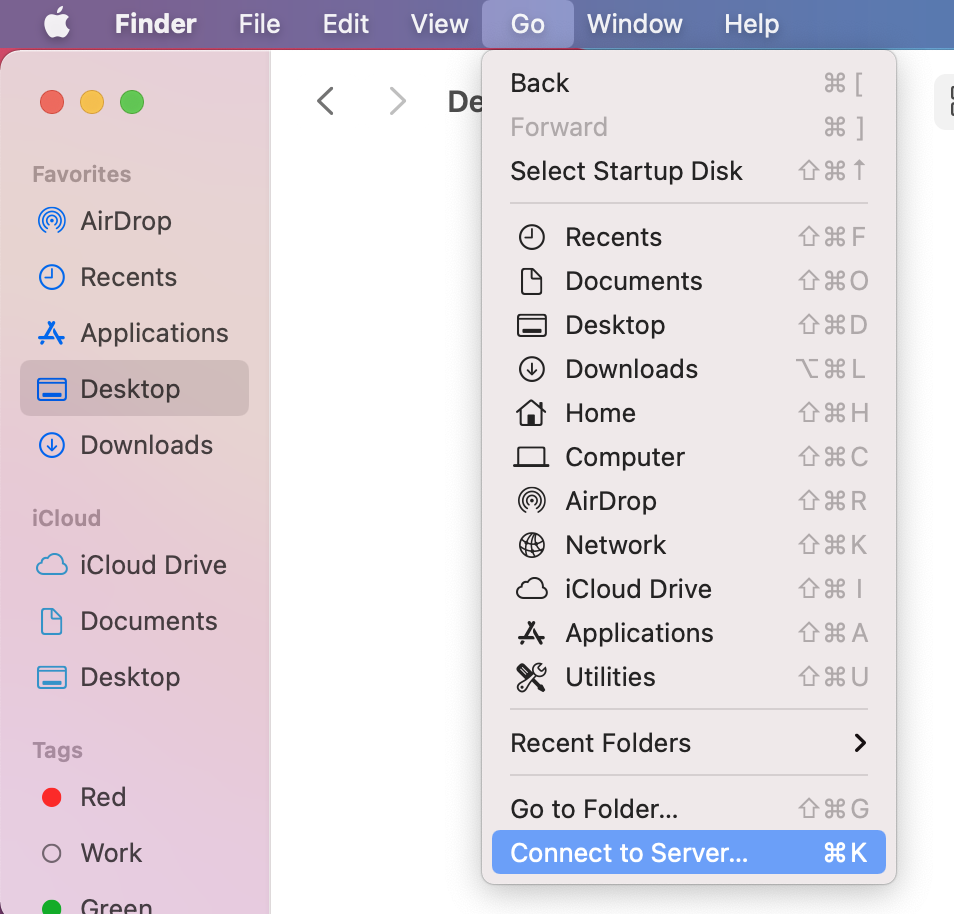 Finder File Edit View Go Window Help
De
Favorites
AirDrop
Recents
Applications
Desktop
Downloads
iCloud
iCloud Drive
Documents
Desktop
Tags
Red
Work
Green
Back ⌘ [
Forward ⌘ ]
Select Startup Disk ⇧⌘↑
Recents ⇧⌘F
Documents ⇧⌘O
Desktop ⇧⌘D
Downloads ⌥⌘L
Home ⇧⌘H
Computer ⇧⌘C
AirDrop ⇧⌘R
Network ⇧⌘K
iCloud Drive ⇧⌘I
Applications ⇧⌘A
Utilities ⇧⌘U
Recent Folders
Go to Folder... ⇧⌘G
Connect to Server... ⌘K